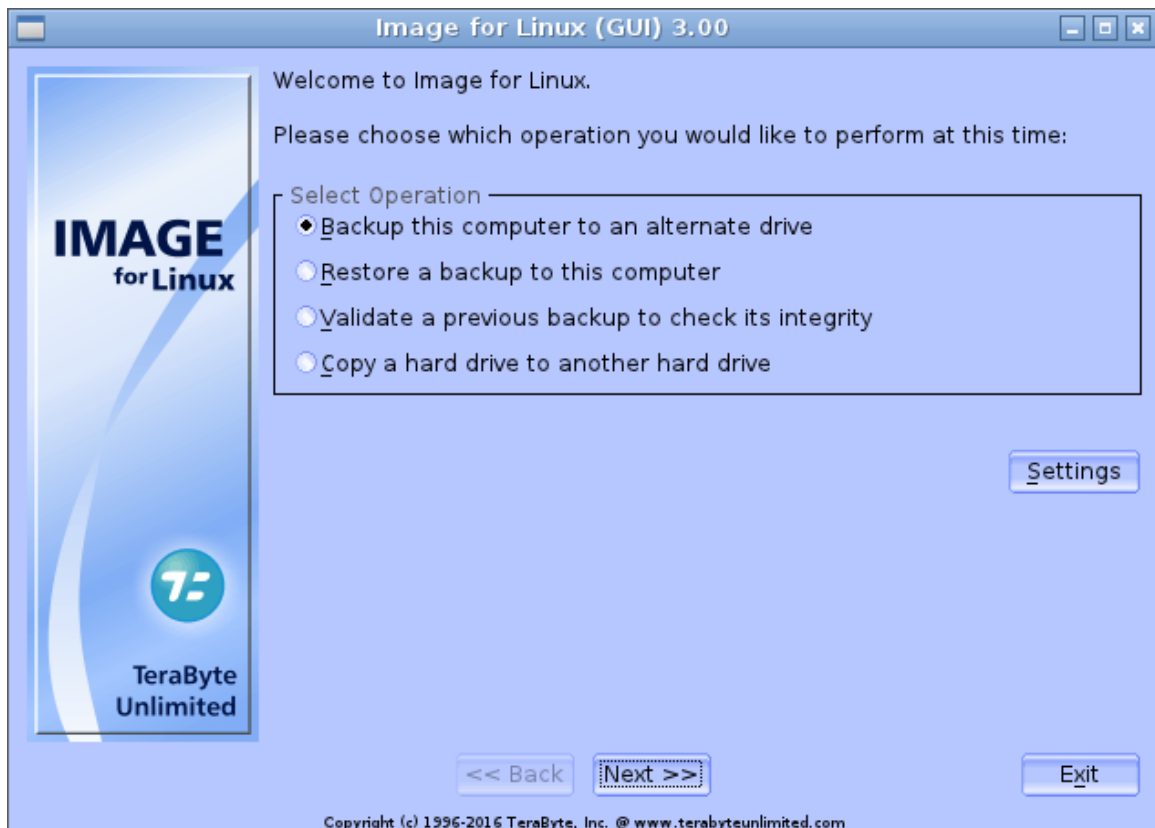 Image for Linux (GUI) 3.00
Welcome to Image for Linux.
Please choose which operation you would like to perform at this time:
Select Operation
Backup this computer to an alternate drive
Restore a backup to this computer
Validate a previous backup to check its integrity
Copy a hard drive to another hard drive
IMAGE
for Linux
TeraByte
Unlimited
Settings
<< Back
Next >>
Exit
Copyright (c) 1996-2016 TeraByte, Inc. @ www.terabyteunlimited.com